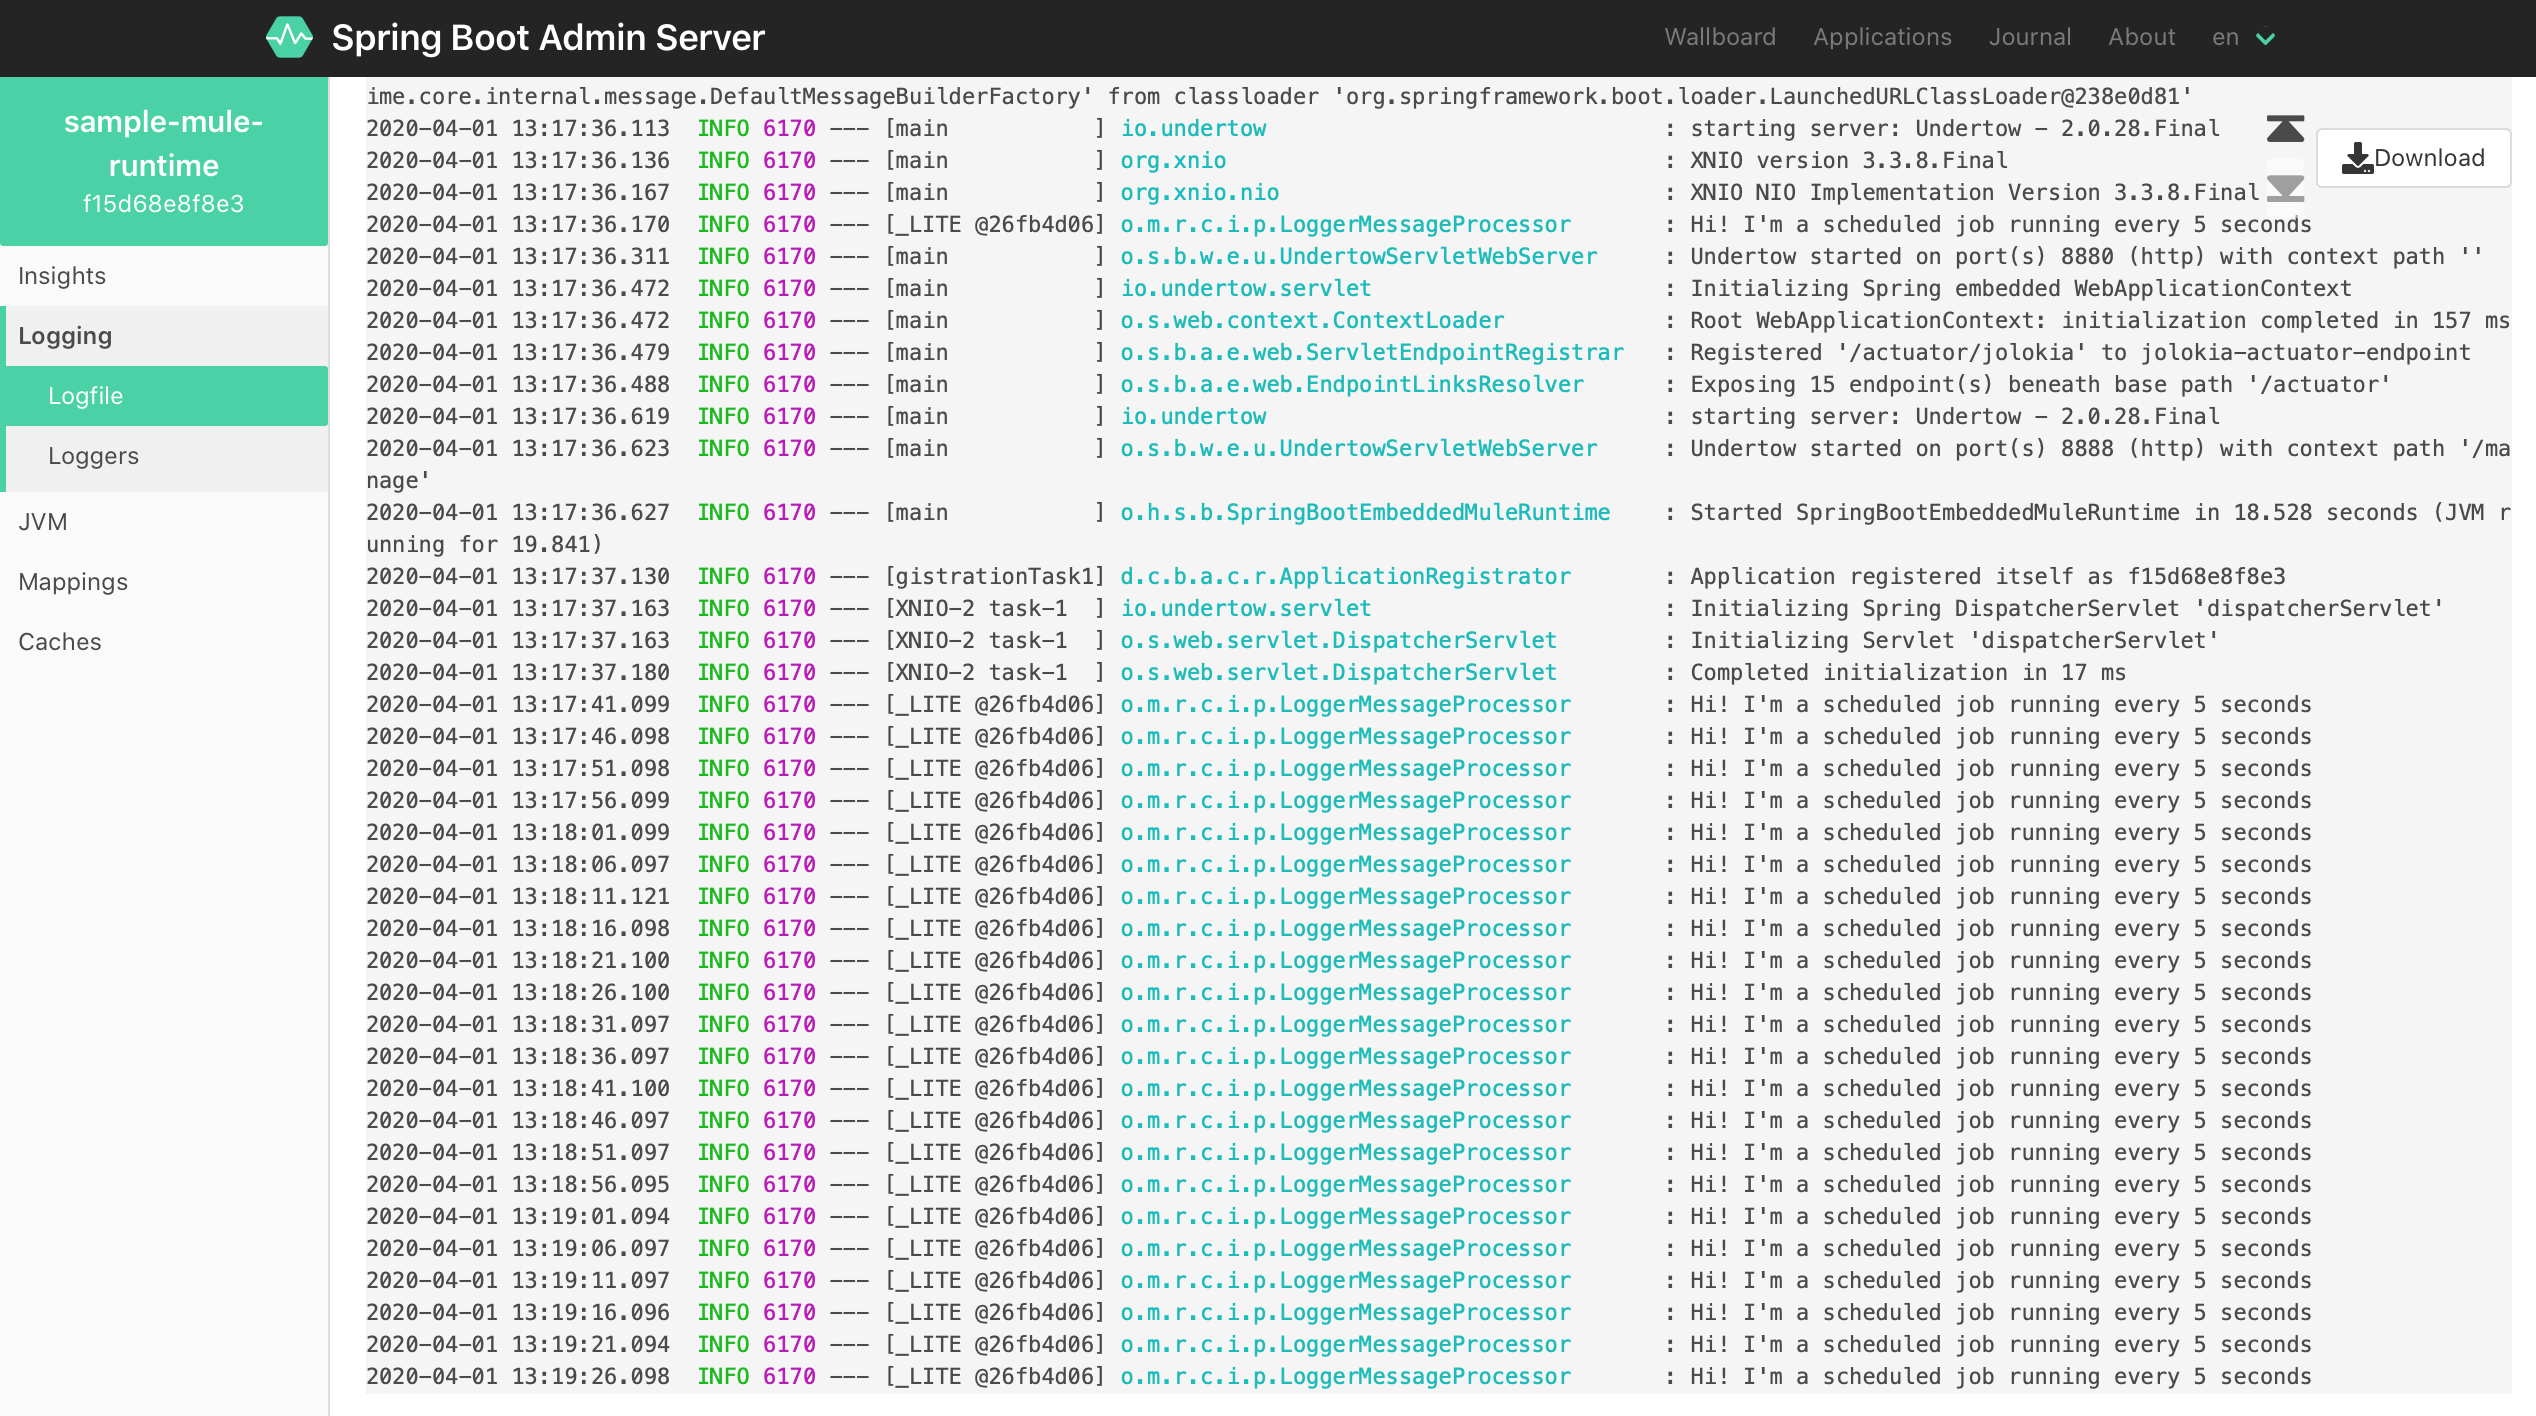 Spring Boot Admin Server
Wallboard Applications Journal About en
sample-mule-
runtime
f15d68e8f8e3
Insights
Logging
Logfile
Loggers
JVM
Mappings
Caches
Download
ime.core.internal.message.DefaultMessageBuilderFactory' from classloader 'org.springframework.boot.loader.LaunchedURLClassLoader@238e0d81'
2020-04-01 13:17:36.113  INFO 6170 --- [main           ] io.undertow                              : starting server: Undertow - 2.0.28.Final
2020-04-01 13:17:36.136  INFO 6170 --- [main           ] org.xnio                                 : XNIO version 3.3.8.Final
2020-04-01 13:17:36.167  INFO 6170 --- [main           ] org.xnio.nio                             : XNIO NIO Implementation Version 3.3.8.Final
2020-04-01 13:17:36.170  INFO 6170 --- [_LITE @26fb4d06] o.m.r.c.i.p.LoggerMessageProcessor       : Hi! I'm a scheduled job running every 5 seconds
2020-04-01 13:17:36.311  INFO 6170 --- [main           ] o.s.b.w.e.u.UndertowServletWebServer     : Undertow started on port(s) 8880 (http) with context path ''
2020-04-01 13:17:36.472  INFO 6170 --- [main           ] io.undertow.servlet                      : Initializing Spring embedded WebApplicationContext
2020-04-01 13:17:36.472  INFO 6170 --- [main           ] o.s.web.context.ContextLoader            : Root WebApplicationContext: initialization completed in 157 ms
2020-04-01 13:17:36.479  INFO 6170 --- [main           ] o.s.b.a.e.web.ServletEndpointRegistrar   : Registered '/actuator/jolokia' to jolokia-actuator-endpoint
2020-04-01 13:17:36.488  INFO 6170 --- [main           ] o.s.b.a.e.web.EndpointLinksResolver      : Exposing 15 endpoint(s) beneath base path '/actuator'
2020-04-01 13:17:36.619  INFO 6170 --- [main           ] io.undertow                              : starting server: Undertow - 2.0.28.Final
2020-04-01 13:17:36.623  INFO 6170 --- [main           ] o.s.b.w.e.u.UndertowServletWebServer     : Undertow started on port(s) 8888 (http) with context path '/ma
nage'
2020-04-01 13:17:36.627  INFO 6170 --- [main           ] o.h.s.b.SpringBootEmbeddedMuleRuntime    : Started SpringBootEmbeddedMuleRuntime in 18.528 seconds (JVM r
unning for 19.841)
2020-04-01 13:17:37.130  INFO 6170 --- [gistrationTask1] d.c.b.a.c.r.ApplicationRegistrator       : Application registered itself as f15d68e8f8e3
2020-04-01 13:17:37.163  INFO 6170 --- [XNIO-2 task-1  ] io.undertow.servlet                      : Initializing Spring DispatcherServlet 'dispatcherServlet'
2020-04-01 13:17:37.163  INFO 6170 --- [XNIO-2 task-1  ] o.s.web.servlet.DispatcherServlet        : Initializing Servlet 'dispatcherServlet'
2020-04-01 13:17:37.180  INFO 6170 --- [XNIO-2 task-1  ] o.s.web.servlet.DispatcherServlet        : Completed initialization in 17 ms
2020-04-01 13:17:41.099  INFO 6170 --- [_LITE @26fb4d06] o.m.r.c.i.p.LoggerMessageProcessor       : Hi! I'm a scheduled job running every 5 seconds
2020-04-01 13:17:46.098  INFO 6170 --- [_LITE @26fb4d06] o.m.r.c.i.p.LoggerMessageProcessor       : Hi! I'm a scheduled job running every 5 seconds
2020-04-01 13:17:51.098  INFO 6170 --- [_LITE @26fb4d06] o.m.r.c.i.p.LoggerMessageProcessor       : Hi! I'm a scheduled job running every 5 seconds
2020-04-01 13:17:56.099  INFO 6170 --- [_LITE @26fb4d06] o.m.r.c.i.p.LoggerMessageProcessor       : Hi! I'm a scheduled job running every 5 seconds
2020-04-01 13:18:01.099  INFO 6170 --- [_LITE @26fb4d06] o.m.r.c.i.p.LoggerMessageProcessor       : Hi! I'm a scheduled job running every 5 seconds
2020-04-01 13:18:06.097  INFO 6170 --- [_LITE @26fb4d06] o.m.r.c.i.p.LoggerMessageProcessor       : Hi! I'm a scheduled job running every 5 seconds
2020-04-01 13:18:11.121  INFO 6170 --- [_LITE @26fb4d06] o.m.r.c.i.p.LoggerMessageProcessor       : Hi! I'm a scheduled job running every 5 seconds
2020-04-01 13:18:16.098  INFO 6170 --- [_LITE @26fb4d06] o.m.r.c.i.p.LoggerMessageProcessor       : Hi! I'm a scheduled job running every 5 seconds
2020-04-01 13:18:21.100  INFO 6170 --- [_LITE @26fb4d06] o.m.r.c.i.p.LoggerMessageProcessor       : Hi! I'm a scheduled job running every 5 seconds
2020-04-01 13:18:26.100  INFO 6170 --- [_LITE @26fb4d06] o.m.r.c.i.p.LoggerMessageProcessor       : Hi! I'm a scheduled job running every 5 seconds
2020-04-01 13:18:31.097  INFO 6170 --- [_LITE @26fb4d06] o.m.r.c.i.p.LoggerMessageProcessor       : Hi! I'm a scheduled job running every 5 seconds
2020-04-01 13:18:36.097  INFO 6170 --- [_LITE @26fb4d06] o.m.r.c.i.p.LoggerMessageProcessor       : Hi! I'm a scheduled job running every 5 seconds
2020-04-01 13:18:41.100  INFO 6170 --- [_LITE @26fb4d06] o.m.r.c.i.p.LoggerMessageProcessor       : Hi! I'm a scheduled job running every 5 seconds
2020-04-01 13:18:46.097  INFO 6170 --- [_LITE @26fb4d06] o.m.r.c.i.p.LoggerMessageProcessor       : Hi! I'm a scheduled job running every 5 seconds
2020-04-01 13:18:51.097  INFO 6170 --- [_LITE @26fb4d06] o.m.r.c.i.p.LoggerMessageProcessor       : Hi! I'm a scheduled job running every 5 seconds
2020-04-01 13:18:56.095  INFO 6170 --- [_LITE @26fb4d06] o.m.r.c.i.p.LoggerMessageProcessor       : Hi! I'm a scheduled job running every 5 seconds
2020-04-01 13:19:01.094  INFO 6170 --- [_LITE @26fb4d06] o.m.r.c.i.p.LoggerMessageProcessor       : Hi! I'm a scheduled job running every 5 seconds
2020-04-01 13:19:06.097  INFO 6170 --- [_LITE @26fb4d06] o.m.r.c.i.p.LoggerMessageProcessor       : Hi! I'm a scheduled job running every 5 seconds
2020-04-01 13:19:11.097  INFO 6170 --- [_LITE @26fb4d06] o.m.r.c.i.p.LoggerMessageProcessor       : Hi! I'm a scheduled job running every 5 seconds
2020-04-01 13:19:16.096  INFO 6170 --- [_LITE @26fb4d06] o.m.r.c.i.p.LoggerMessageProcessor       : Hi! I'm a scheduled job running every 5 seconds
2020-04-01 13:19:21.094  INFO 6170 --- [_LITE @26fb4d06] o.m.r.c.i.p.LoggerMessageProcessor       : Hi! I'm a scheduled job running every 5 seconds
2020-04-01 13:19:26.098  INFO 6170 --- [_LITE @26fb4d06] o.m.r.c.i.p.LoggerMessageProcessor       : Hi! I'm a scheduled job running every 5 seconds